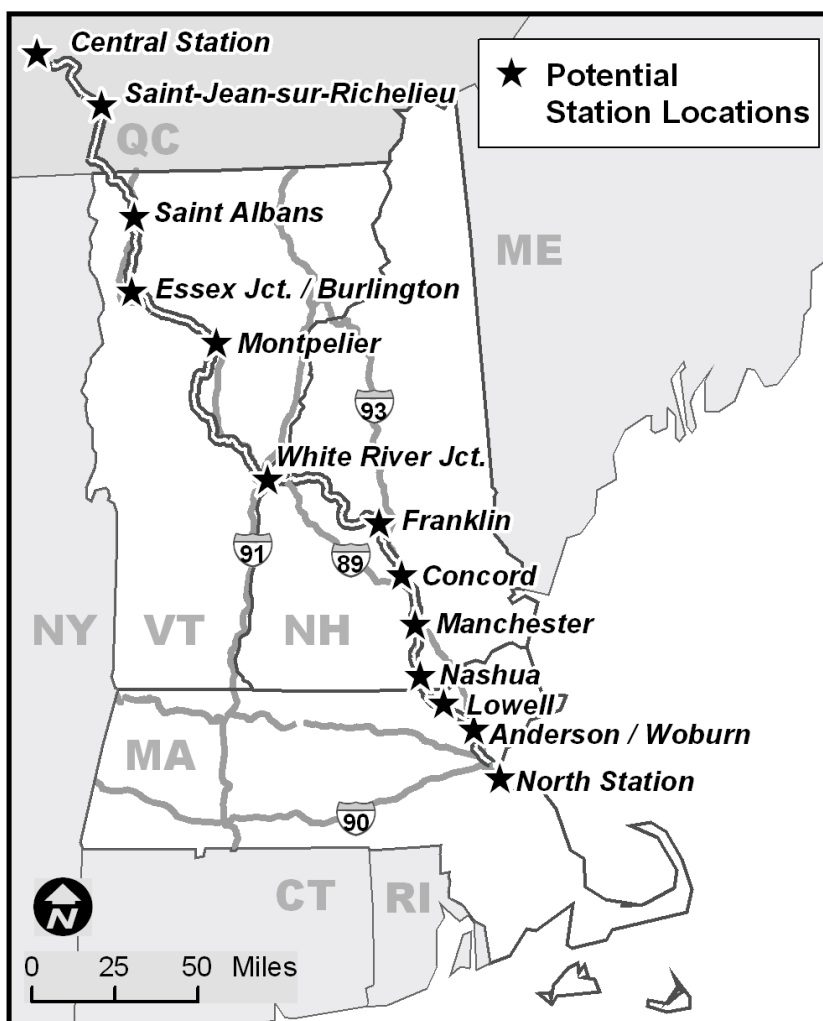 Central Station
Potential
Station Locations
Saint-Jean-sur-Richelieu
QC
Saint Albans
ME
Essex Jct. / Burlington
Montpelier
93
White River Jct.
Franklin
91
89
Concord
NY
VT
NH
Manchester
Nashua
Lowell
Anderson / Woburn
MA
North Station
90
CT
RI
N
0 25 50 Miles